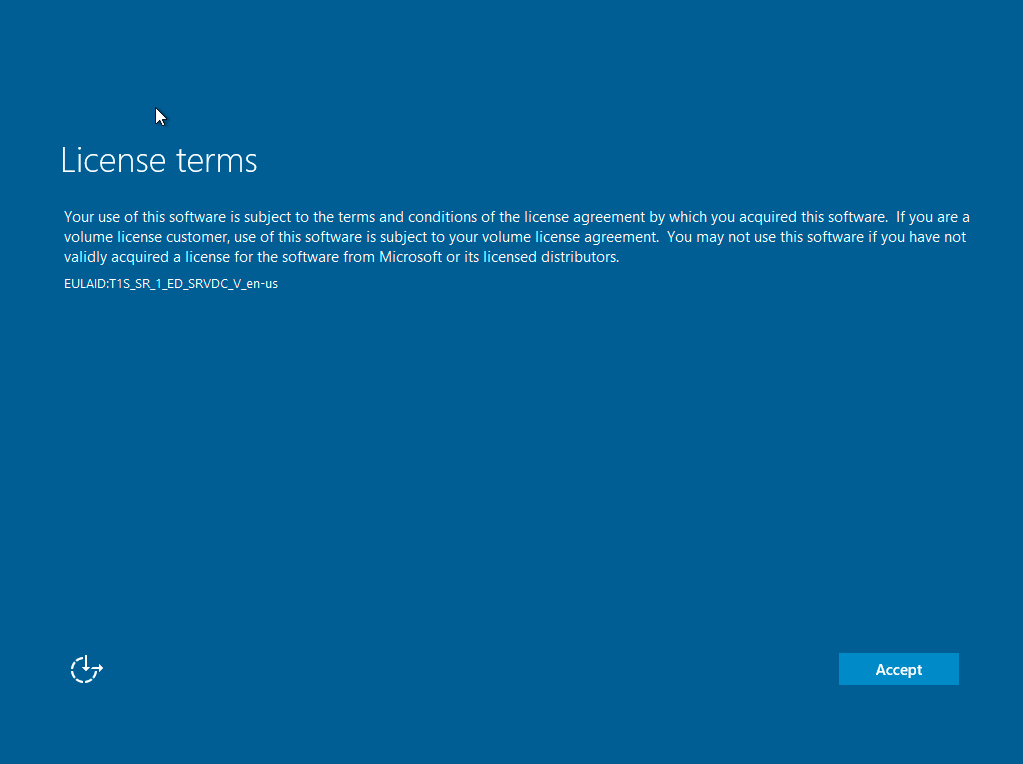 License terms
Your use of this software is subject to the terms and conditions of the license agreement by which you acquired this software.  If you are a
volume license customer, use of this software is subject to your volume license agreement.  You may not use this software if you have not
validly acquired a license for the software from Microsoft or its licensed distributors.
EULAID:T1S_SR_1_ED_SRVDC_V_en-us
Accept